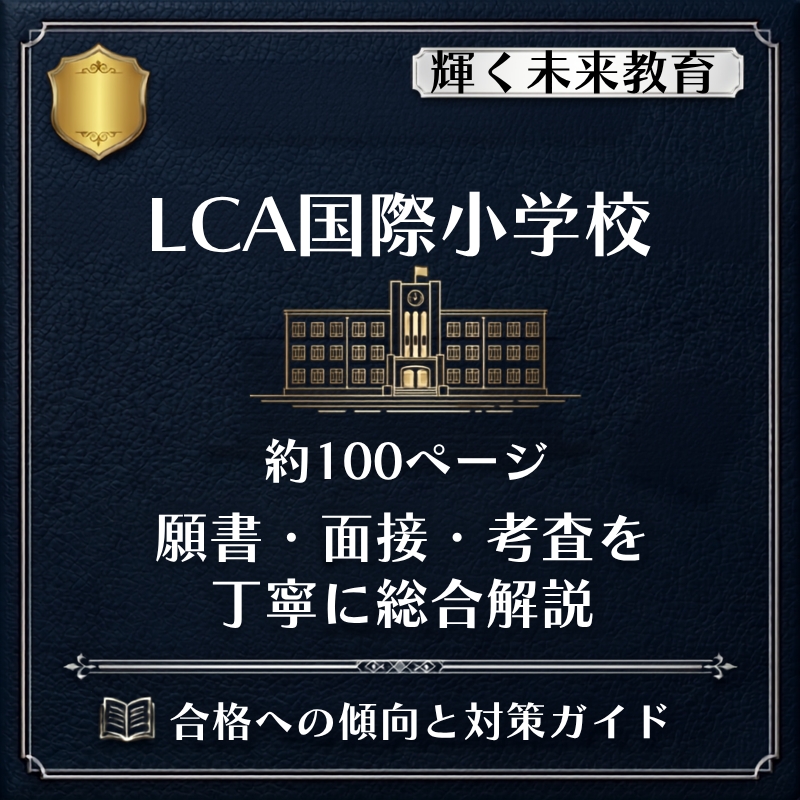 輝く未来教育
LCA国際小学校
約100ページ
願書・面接・考査を
丁寧に総合解説
合格への傾向と対策ガイド